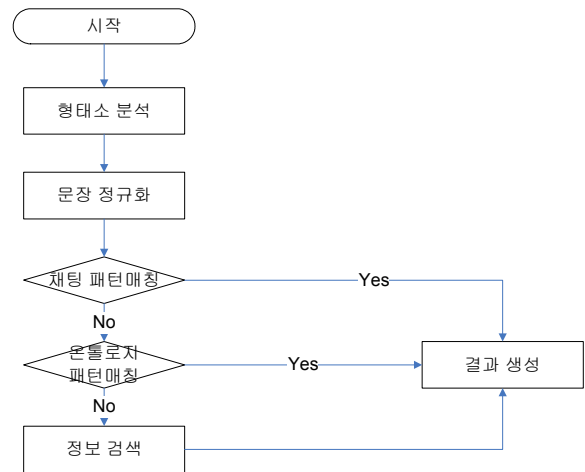 시작
형태소 분석
문장 정규화
채팅 패턴매칭
Yes
No
온톨로지
패턴매칭
Yes
결과 생성
No
정보 검색